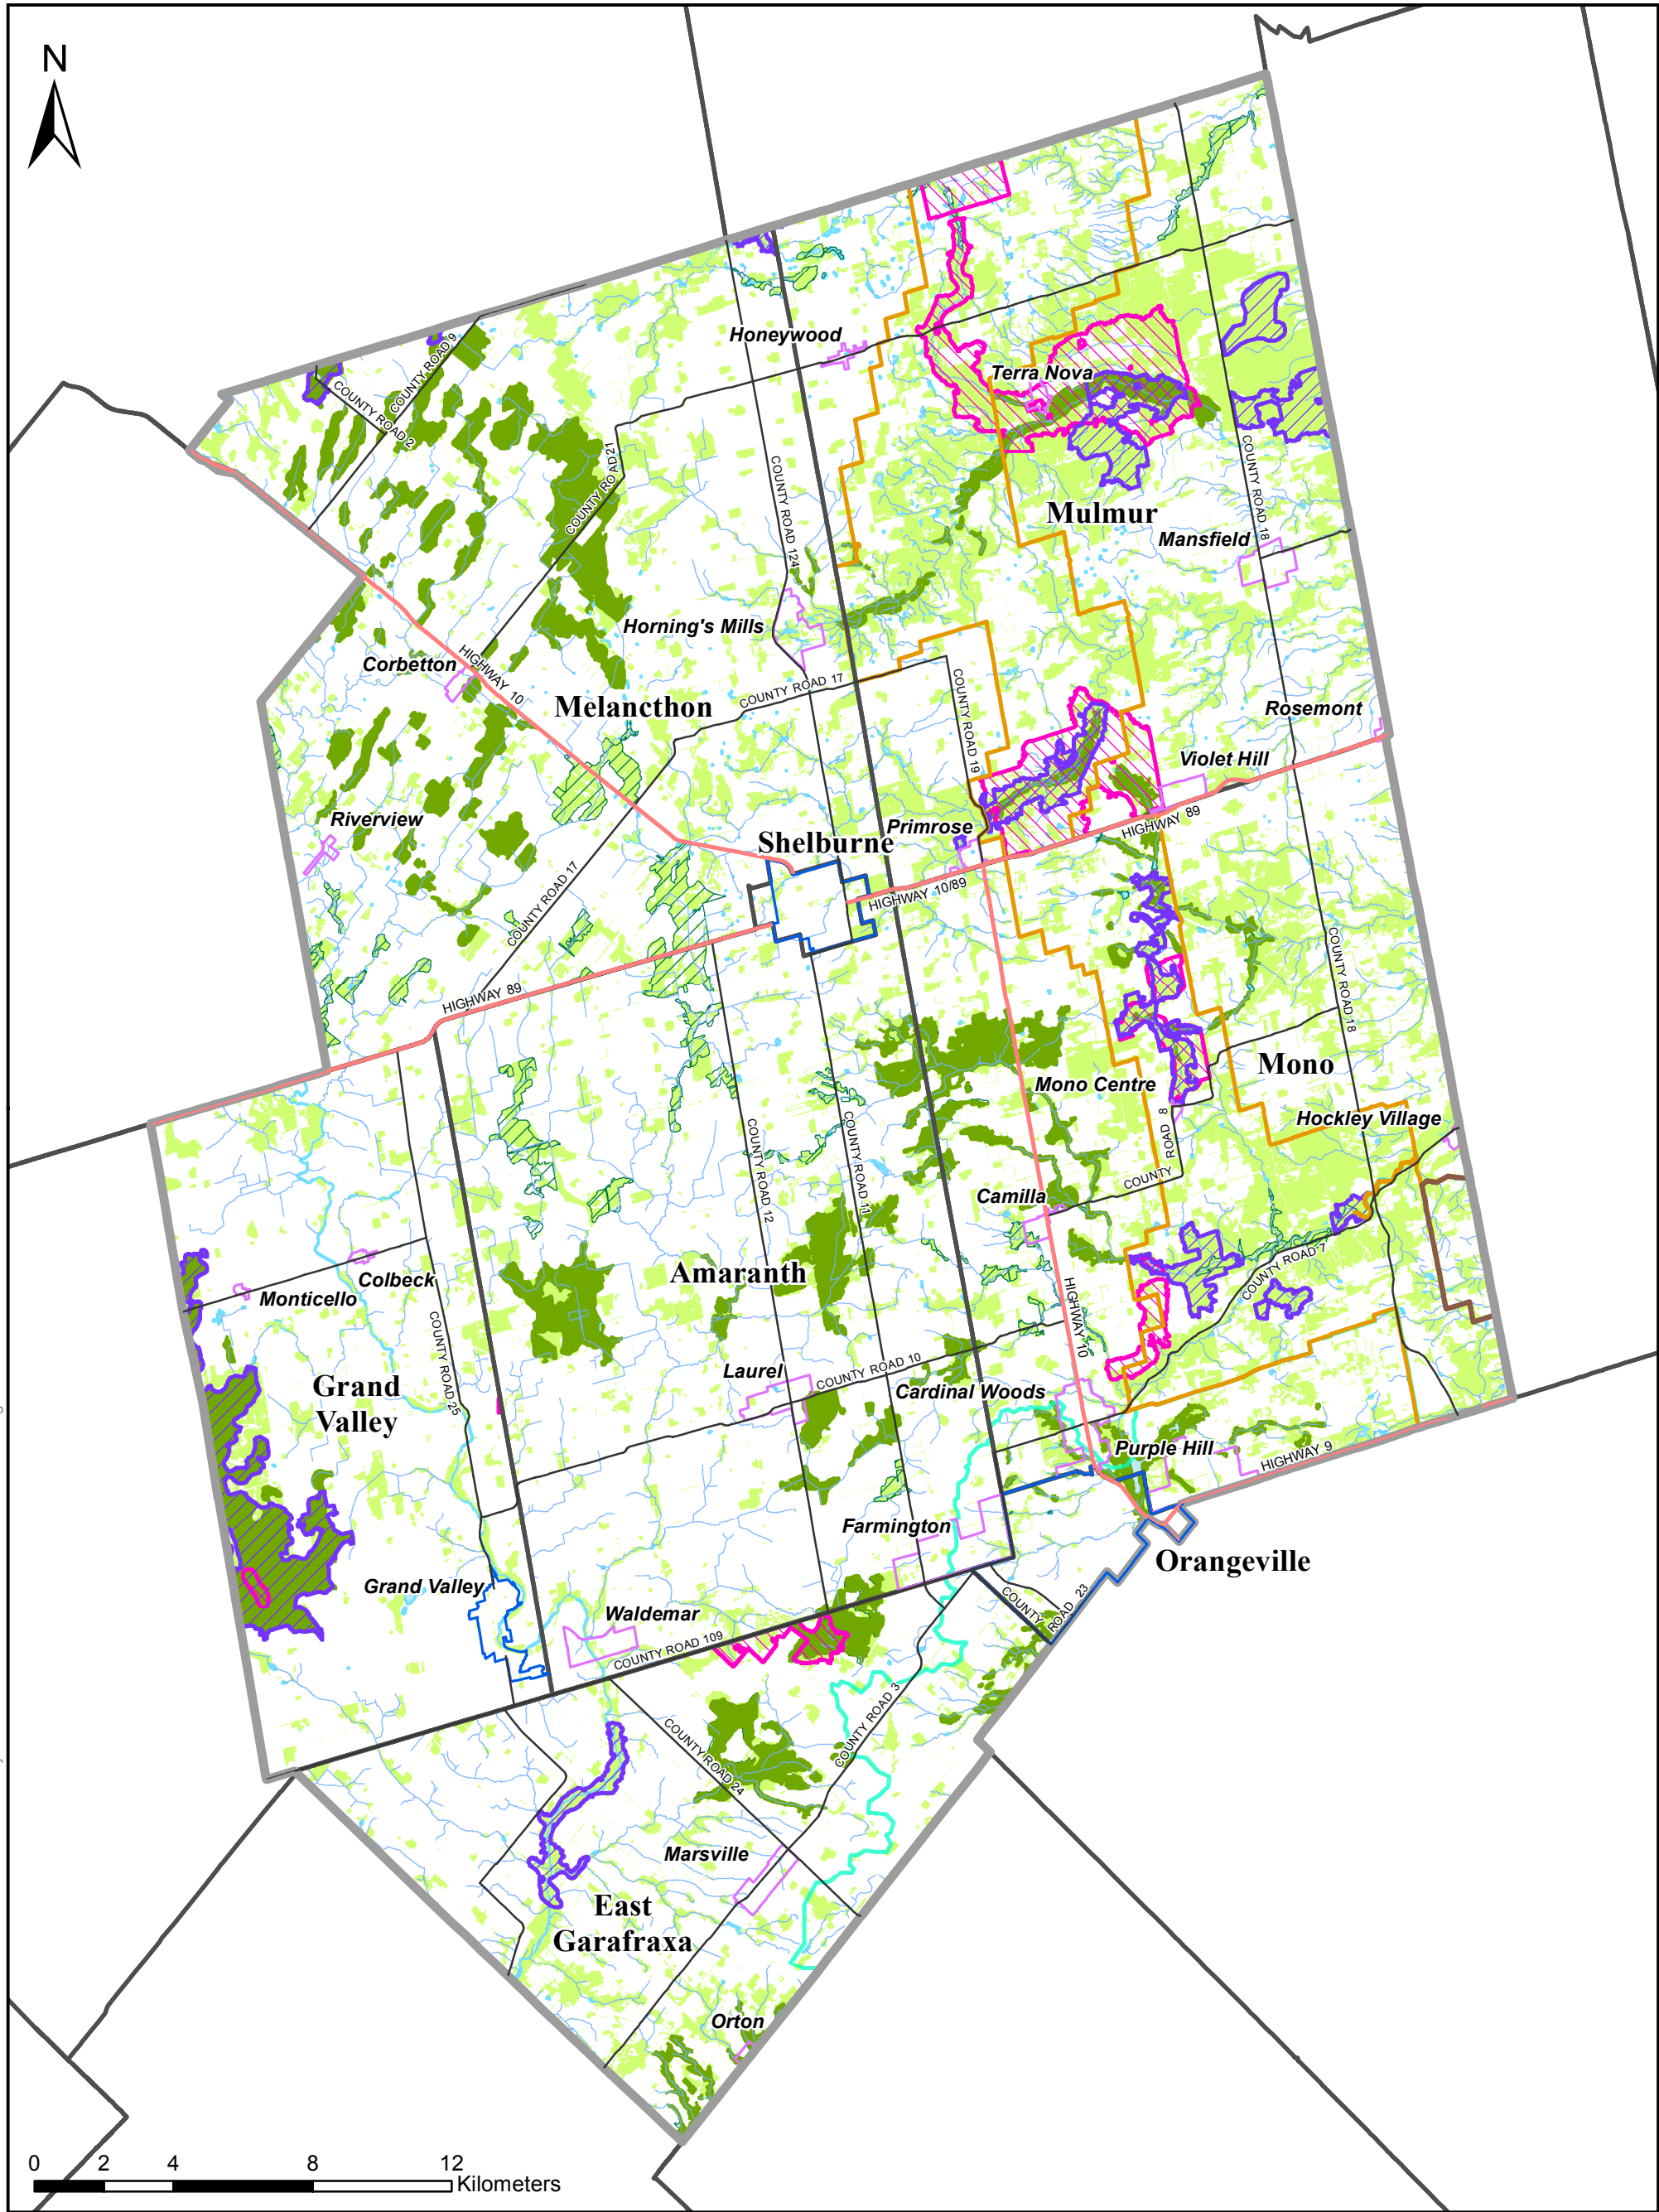 N
Honeywood
Terra Nova
COUNTY ROAD 9
COUNTY ROAD 2
COUNTY ROAD21
COUNTY ROAD 124
COUNTY ROAD 18
Mulmur
Mansfield
Horning's Mills
Corbetton
HIGHWAY 10
Melancthon
COUNTY ROAD 17
COUNTY ROAD 19
Rosemont
Violet Hill
Riverview
Primrose
HIGHWAY 89
Shelburne
HIGHWAY 10/89
COUNTY ROAD 17
COUNTY ROAD 18
HIGHWAY 89
Mono
Mono Centre
Hockley Village
COUNTY ROAD 12
COUNTY ROAD 11
COUNTY ROAD 8
Camilla
Colbeck
Monticello
Amaranth
COUNTY ROAD 7
HIGHWAY 10
COUNTY ROAD 25
Laurel
COUNTY ROAD 10
Cardinal Woods
Grand
Valley
Purple Hill
HIGHWAY 9
Farmington
Orangeville
Grand Valley
Waldemar
COUNTY ROAD 23
COUNTY ROAD 109
COUNTY ROAD 3
COUNTY ROAD 24
Marsville
East
Garafraxa
Orton
0 2 4 8 12
Kilometers